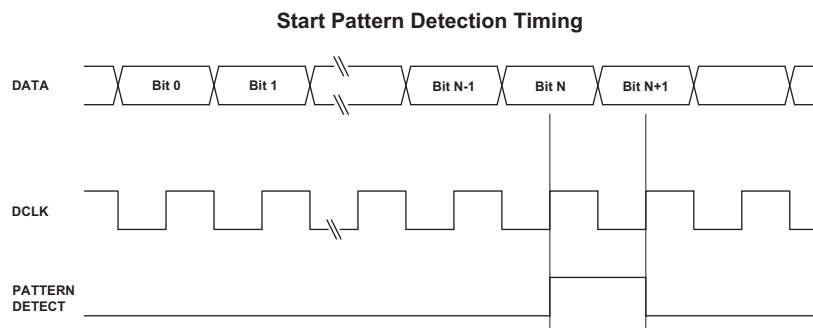 Start Pattern Detection Timing
DATA
Bit 0
Bit 1
Bit N-1
Bit N
Bit N+1
DCLK
PATTERN
DETECT